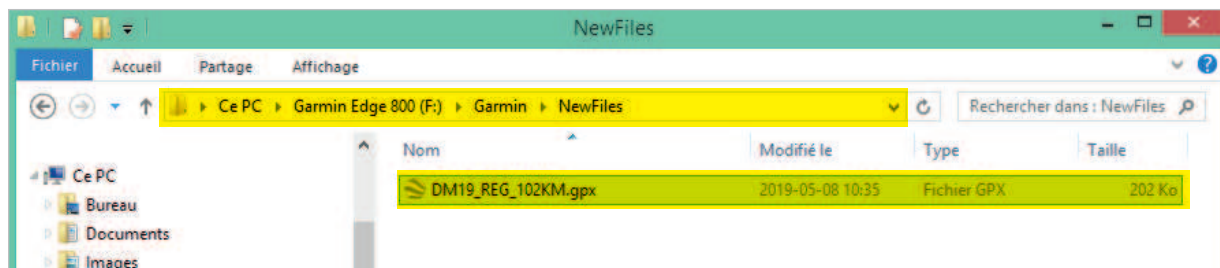 NewFiles
Fichier Accueil Partage Affichage
Ce PC Garmin Edge 800 (F:) Garmin NewFiles Rechercher dans : NewFiles
Nom Modifié le Type Taille
Ce PC
DM19_REG_102KM.gpx 2019-05-08 10:35 Fichier GPX 202 Ko
Bureau
Documents
Images